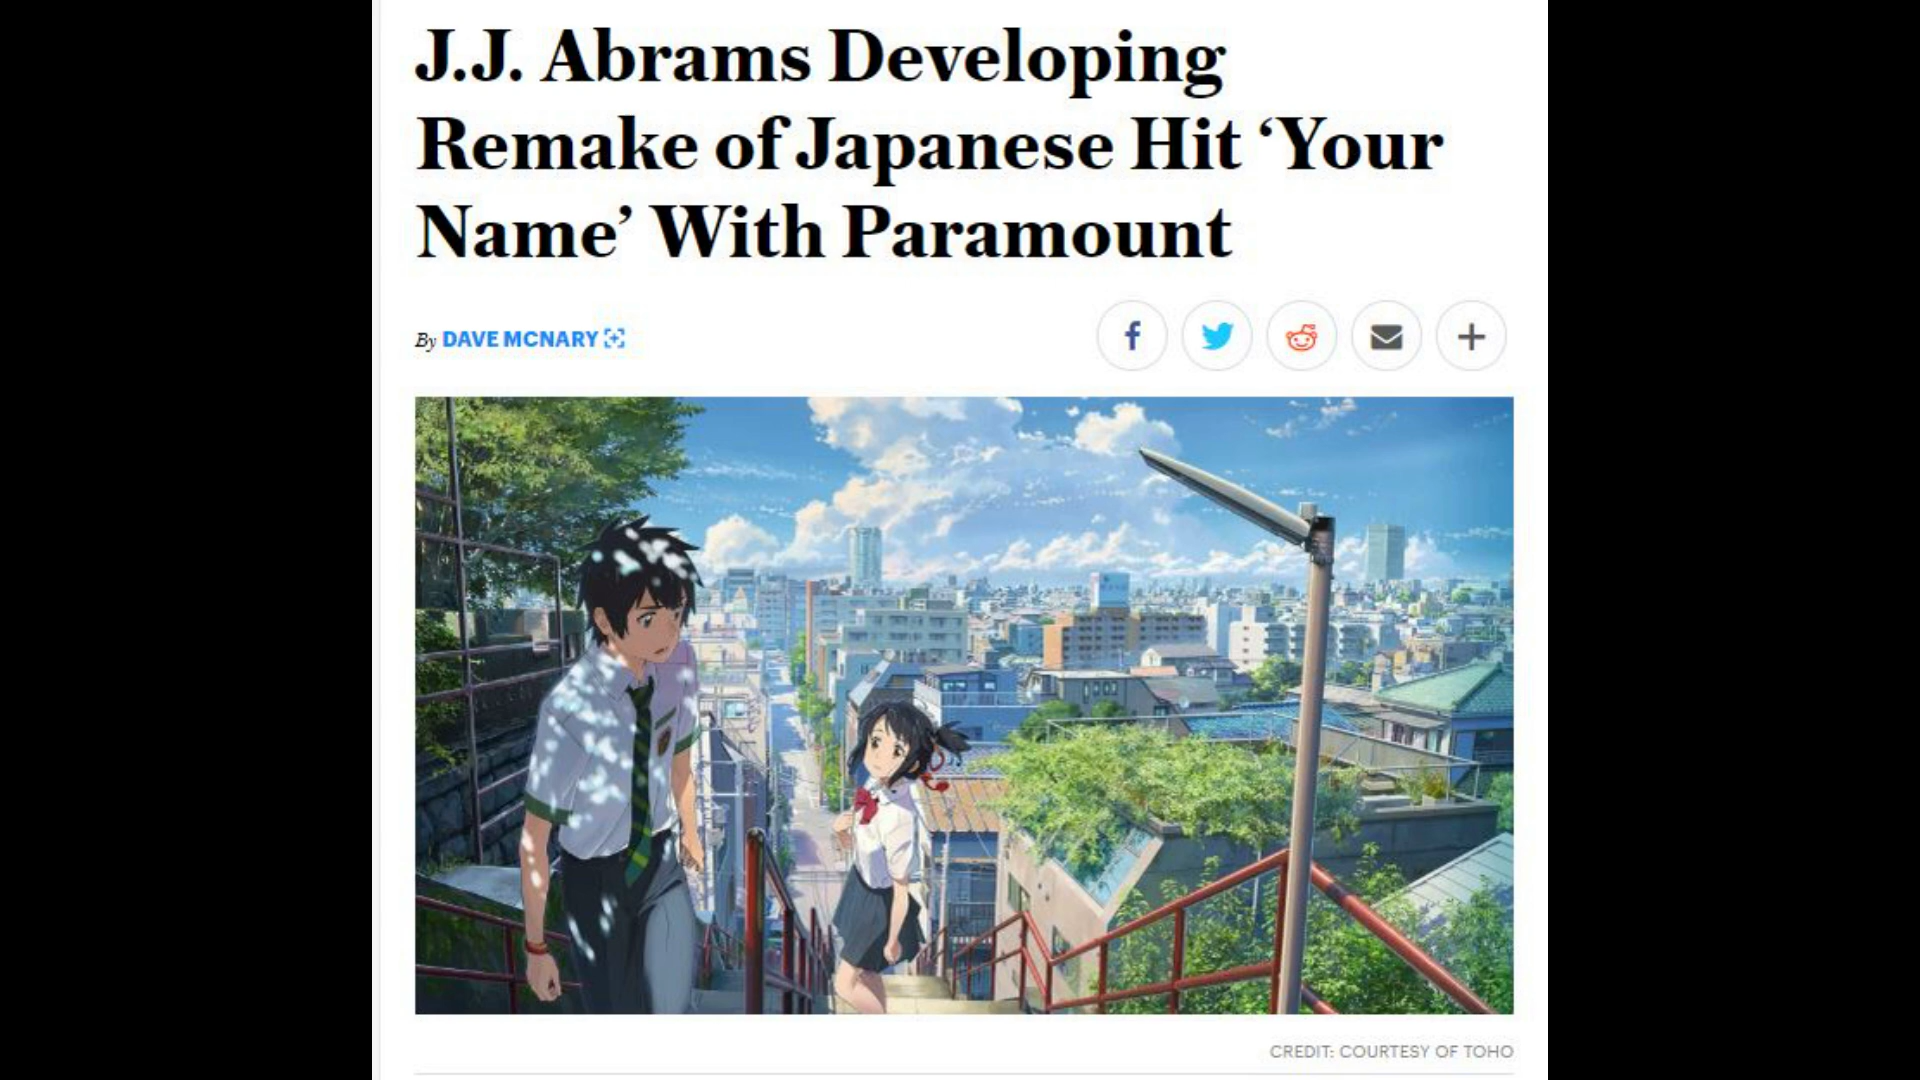 J.J. Abrams Developing
Remake of Japanese Hit ‘Your
Name’ With Paramount
By DAVE MCNARY
CREDIT: COURTESY OF TOHO